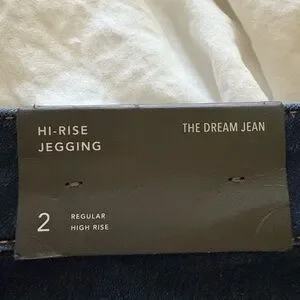 HI-RISE
JEGGING
THE DREAM JEAN
2
REGULAR
HIGH RISE